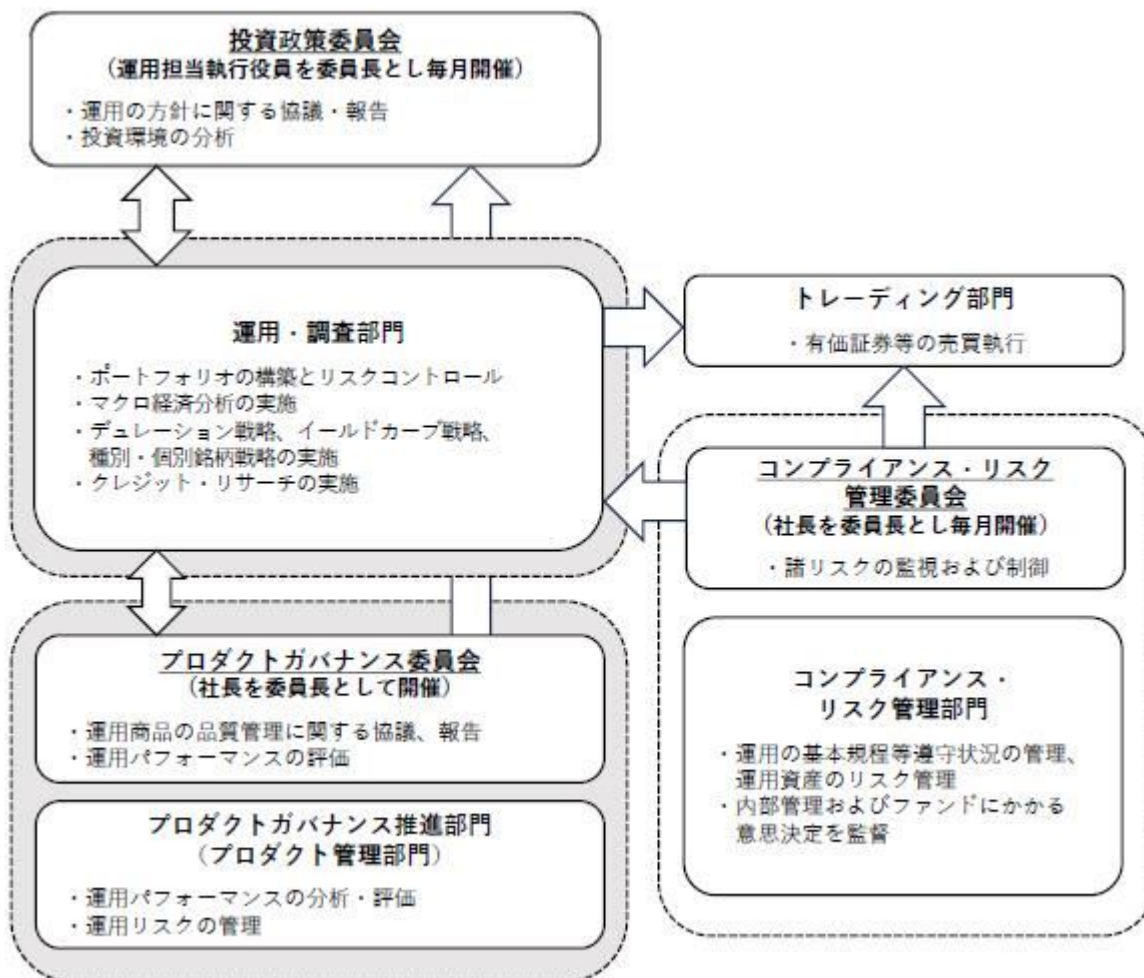 投資政策委員会
(運用担当執行役員を委員長とし毎月開催)
・運用の方針に関する協議・報告
・投資環境の分析
運用・調査部門
・ポートフォリオの構築とリスクコントロール
・マクロ経済分析の実施
・デュレーション戦略、イールドカーブ戦略、
種別・個別銘柄戦略の実施
・クレジット・リサーチの実施
トレーディング部門
・有価証券等の売買執行
コンプライアンス・リスク
管理委員会
(社長を委員長とし毎月開催)
・諸リスクの監視および制御
プロダクトガバナンス委員会
(社長を委員長として開催)
・運用商品の品質管理に関する協議、報告
・運用パフォーマンスの評価
プロダクトガバナンス推進部門
(プロダクト管理部門)
・運用パフォーマンスの分析・評価
・運用リスクの管理
コンプライアンス・
リスク管理部門
・運用の基本規程等遵守状況の管理、
運用資産のリスク管理
・内部管理およびファンドにかかる
意思決定を監督